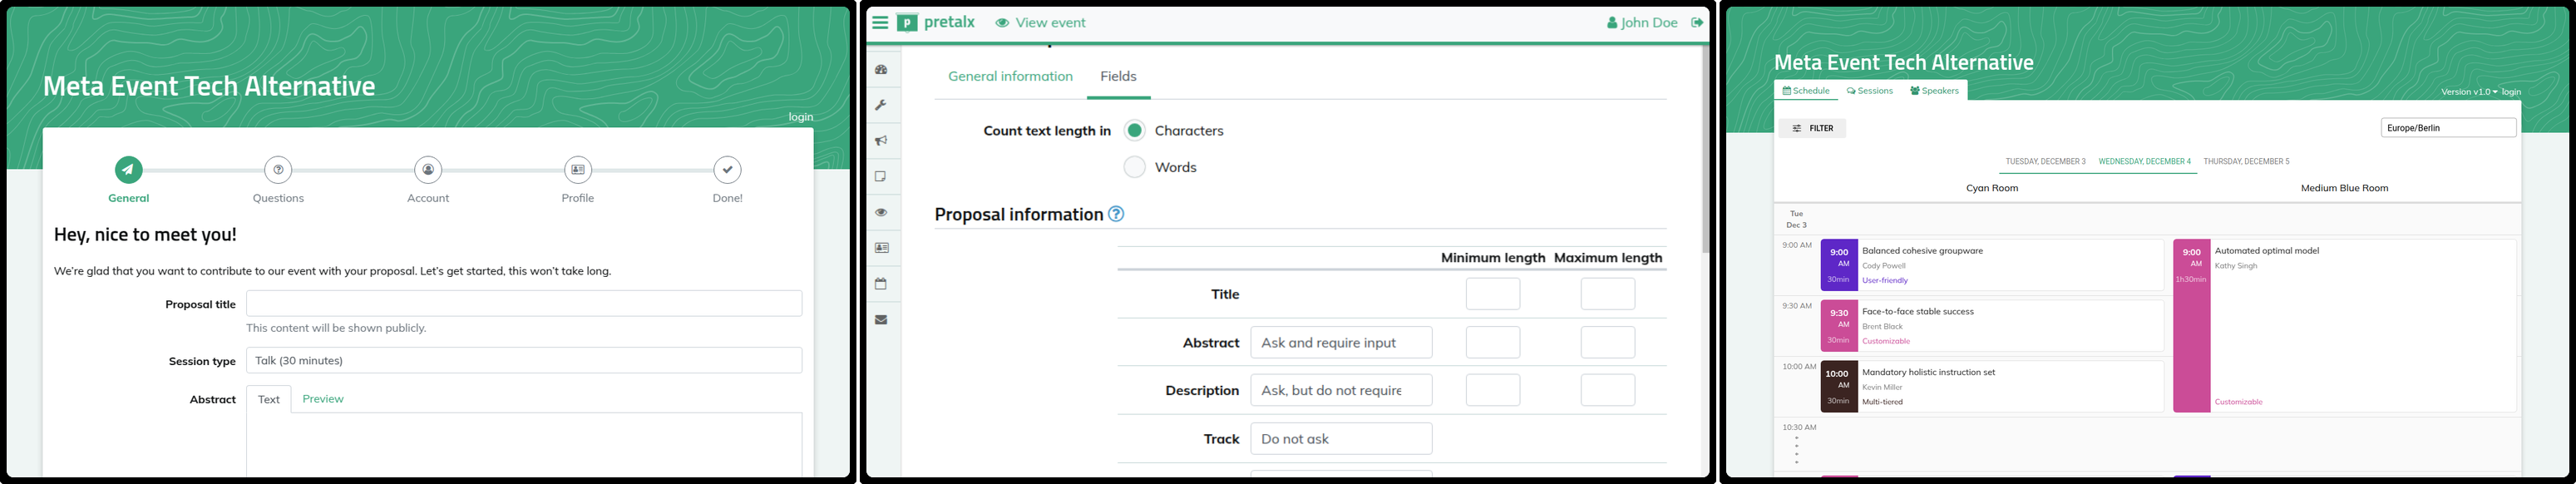 Meta Event Tech Alternative
login
General
Questions
Account
Profile
Done!
Hey, nice to meet you!
We're glad that you want to contribute to our event with your proposal. Let's get started, this won't take long.
Proposal title
This content will be shown publicly.
Session type
Talk (30 minutes)
Abstract
Text
Preview
p pretalx
View event
John Doe
General information
Fields
Count text length in
Characters
Words
Proposal information ?
Minimum length
Maximum length
Title
Abstract
Ask and require input
Description
Ask, but do not require
Track
Do not ask
Meta Event Tech Alternative
Schedule
Sessions
Speakers
Version v1.0
login
FILTER
Europe/Berlin
TUESDAY, DECEMBER 3
WEDNESDAY, DECEMBER 4
THURSDAY, DECEMBER 5
Cyan Room
Medium Blue Room
Tue
Dec 3
9:00 AM
9:00
AM
30min
Balanced cohesive groupware
Cody Powell
User-friendly
9:00
AM
1h30min
Automated optimal model
Kathy Singh
Customizable
9:30 AM
9:30
AM
30min
Face-to-face stable success
Brent Black
Customizable
10:00 AM
10:00
AM
30min
Mandatory holistic instruction set
Kevin Miller
Multi-tiered
10:30 AM